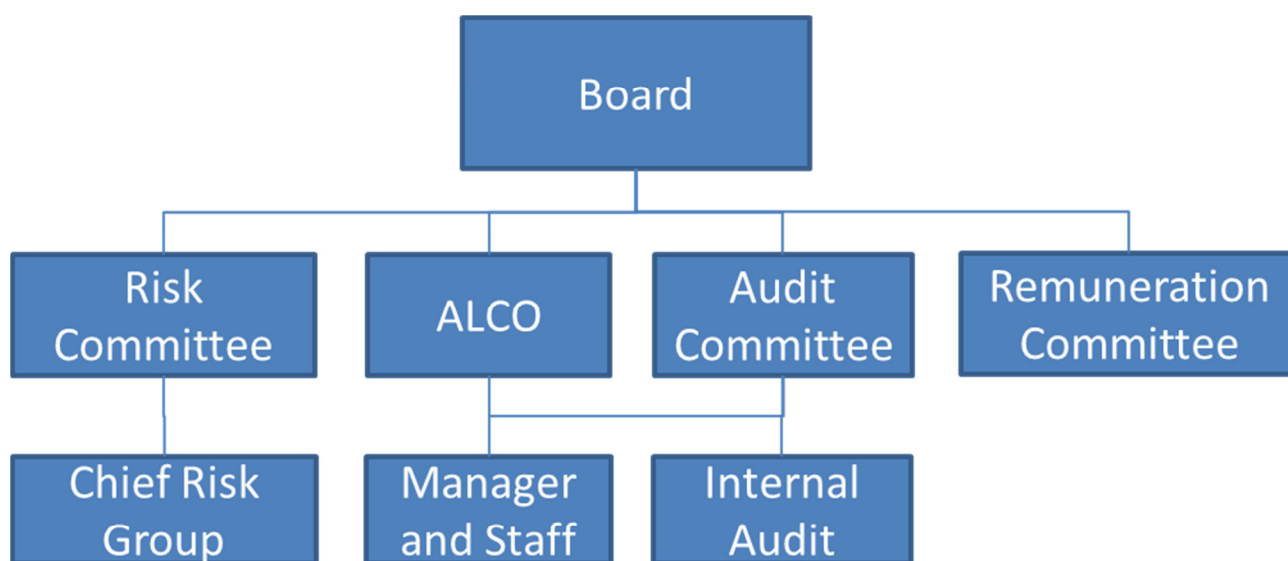 Board
Risk
Committee
ALCO
Audit
Committee
Remuneration
Committee
Chief Risk
Group
Manager
and Staff
Internal
Audit